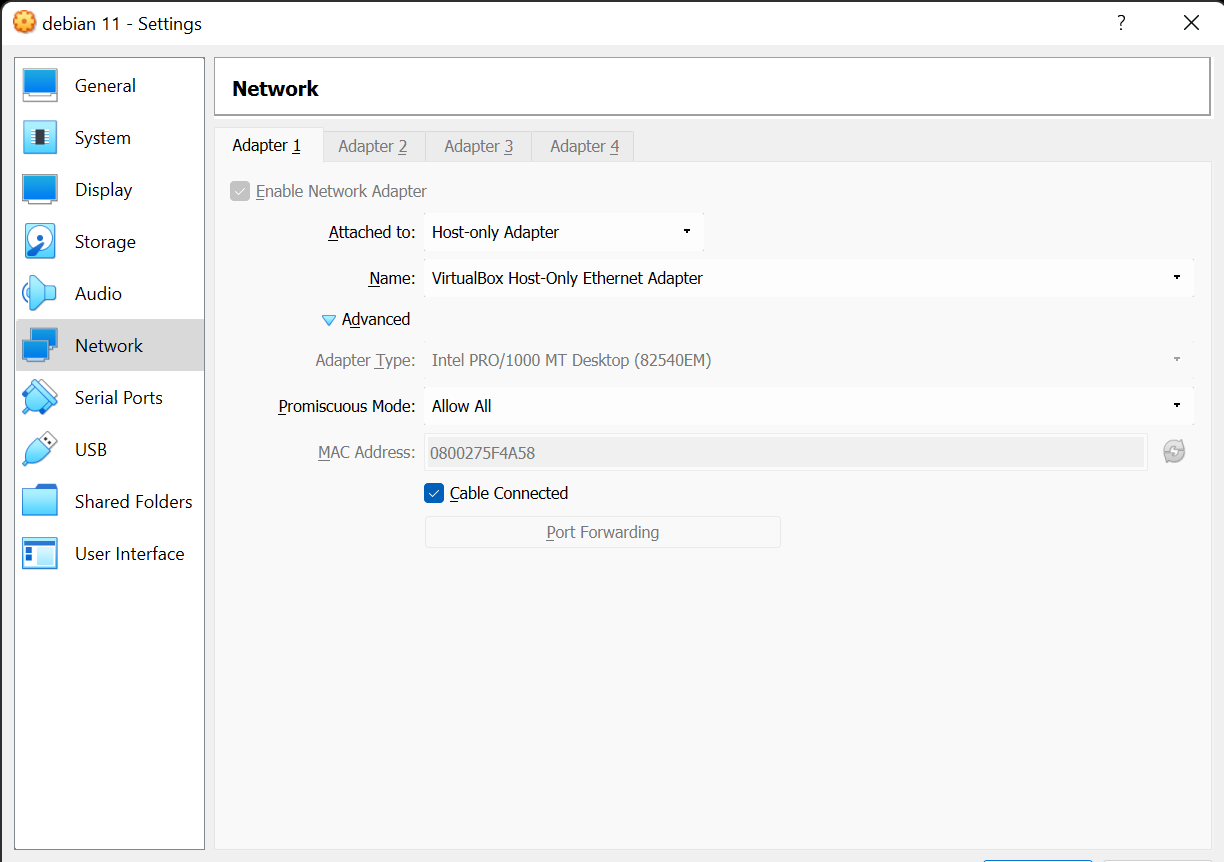 debian 11 - Settings
?
General
System
Display
Storage
Audio
Network
Serial Ports
USB
Shared Folders
User Interface
Network
Adapter 1
Adapter 2
Adapter 3
Adapter 4
Enable Network Adapter
Attached to: Host-only Adapter
Name: VirtualBox Host-Only Ethernet Adapter
Advanced
Adapter Type: Intel PRO/1000 MT Desktop (82540EM)
Promiscuous Mode: Allow All
MAC Address: 0800275F4A58
Cable Connected
Port Forwarding